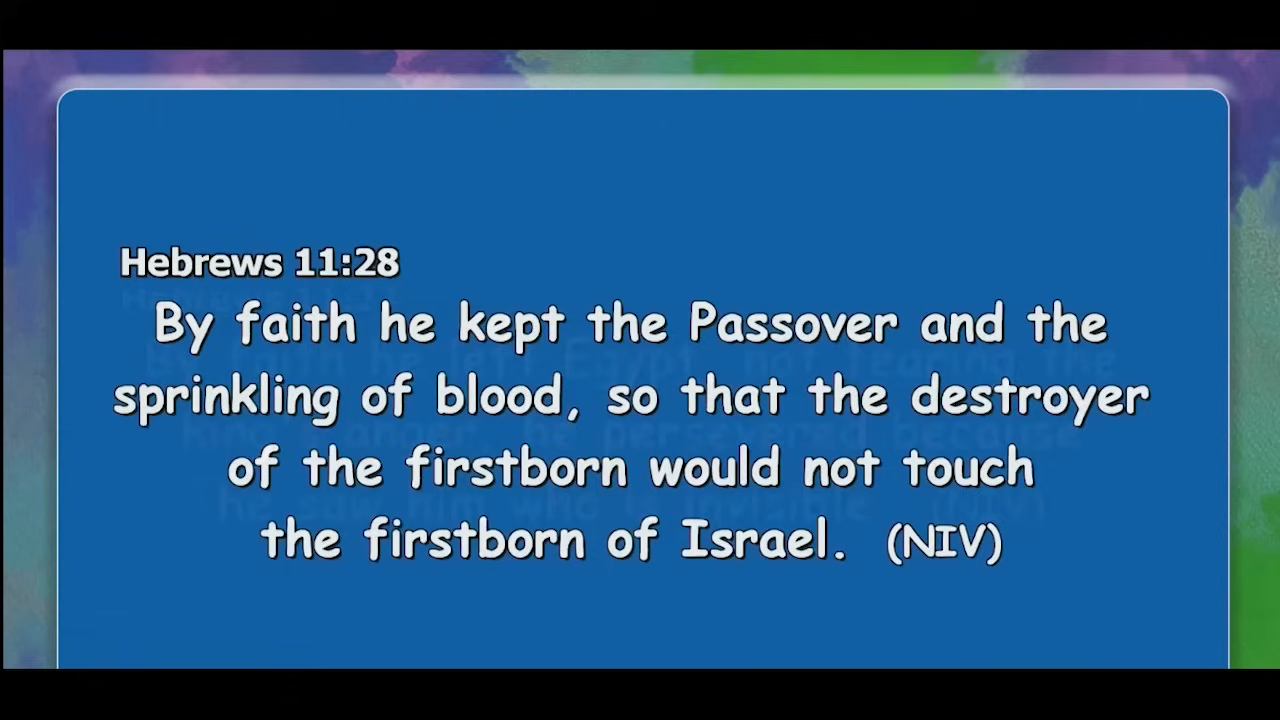 Hebrews 11:28
By faith he kept the Passover and the
sprinkling of blood, so that the destroyer
of the firstborn would not touch
the firstborn of Israel. (NIV)